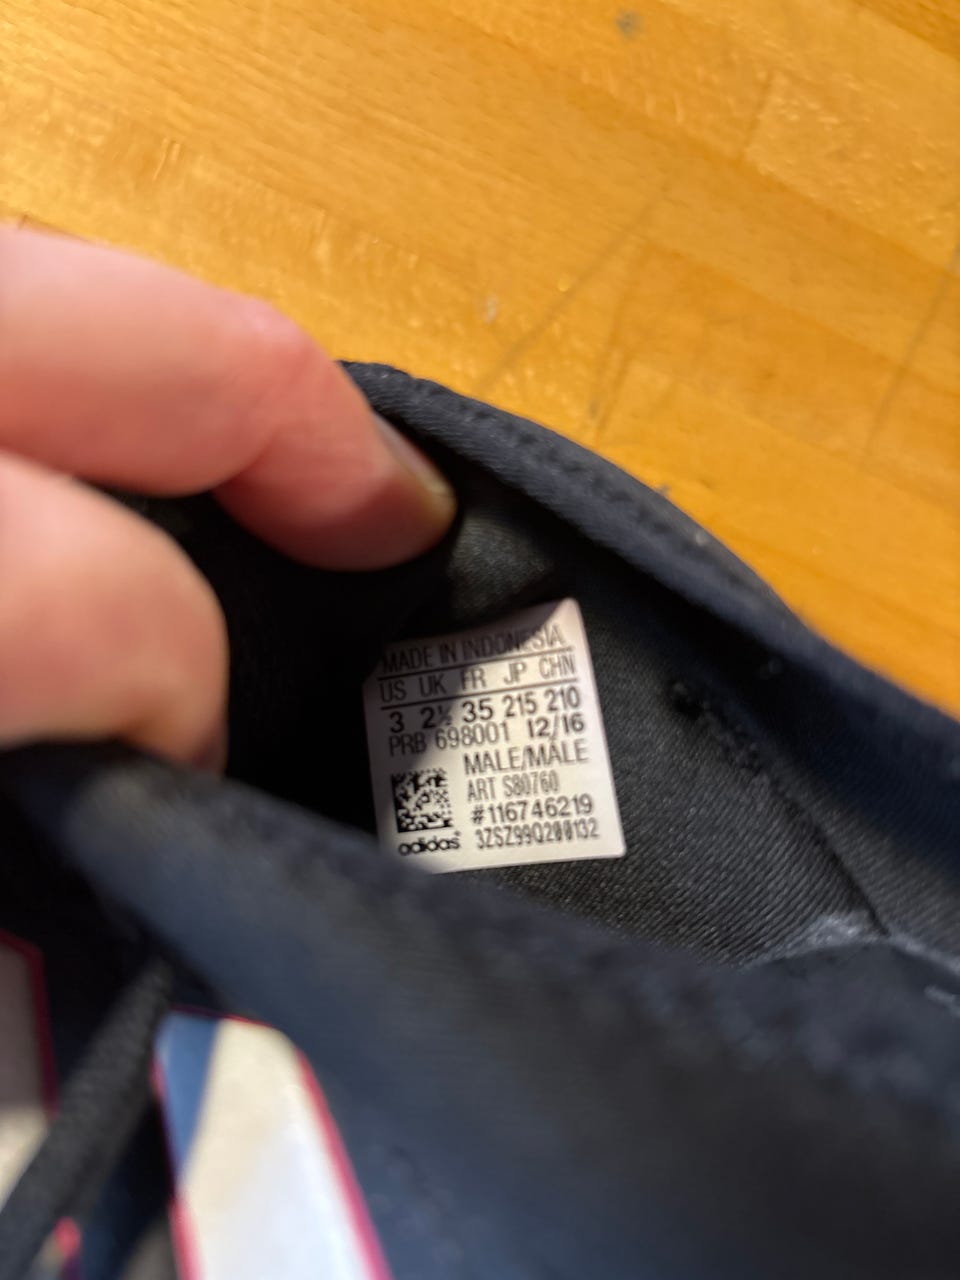 MADE IN INDONESIA
US UK FR JP CHN
3 2½ 35 215 210
PRB 698001 12/16
MALE/MALE
ART S80760
#116746219
adidas 3ZSZ99Q200132